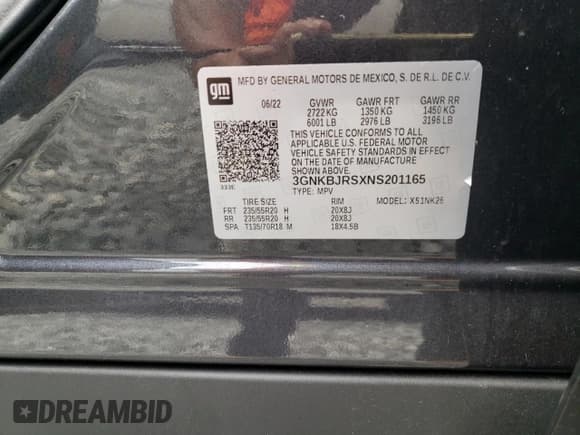 gm
MFD BY GENERAL MOTORS DE MEXICO, S. DE R.L. DE C.V.
06/22 GVWR GAWR FRT GAWR RR
2722 KG 1350 KG 1450 KG
6001 LB 2976 LB 3196 LB
THIS VEHICLE CONFORMS TO ALL
APPLICABLE U.S. FEDERAL MOTOR
VEHICLE SAFETY STANDARDS IN EFFECT
ON THE DATE OF MANUFACTURE
SHOWN ABOVE.
333E 3GNKBJRSXNS201165
TYPE: MPV MODEL: X51NK26
TIRE SIZE RIM
FRT 235/55R20 H 20X8J
RR 235/55R20 H 20X8J
SPA T135/70R18 M 18X4.5B
DREAMBID